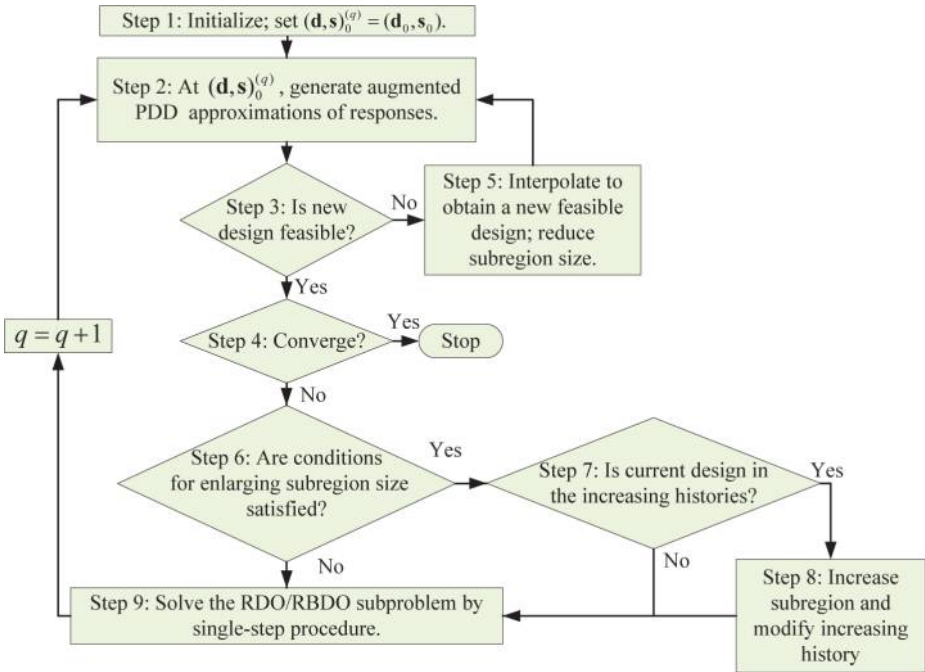 Step 1: Initialize; set (d,s)₀⁽q⁾ = (d₀,s₀).
Step 2: At (d,s)₀⁽q⁾, generate augmented
PDD approximations of responses.
Step 3: Is new
design feasible?
No
Step 5: Interpolate to
obtain a new feasible
design; reduce
subregion size.
Yes
q = q+1
Step 4: Converge?
Yes
Stop
No
Step 6: Are conditions
for enlarging subregion size
satisfied?
Yes
Step 7: Is current design in
the increasing histories?
Yes
No
No
Step 8: Increase
subregion and
modify increasing
history
Step 9: Solve the RDO/RBDO subproblem by
single-step procedure.